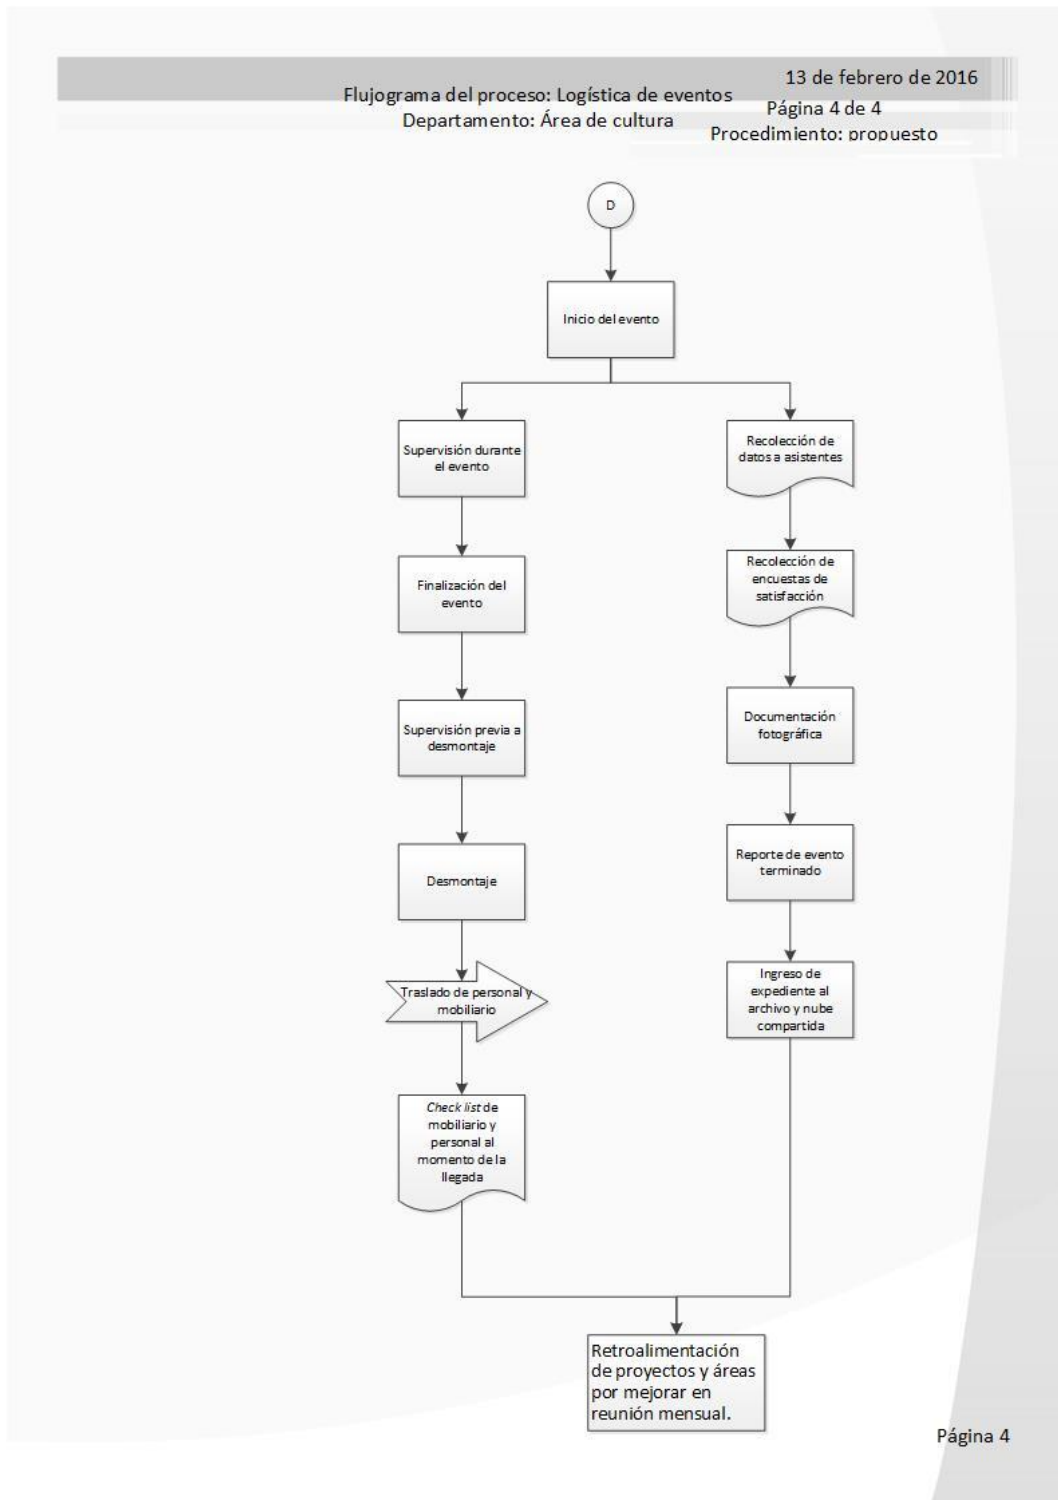 13 de febrero de 2016
Flujograma del proceso: Logística de eventos
Página 4 de 4
Departamento: Área de cultura
Procedimiento: propuesto
D
Inicio del evento
Supervisión durante
el evento
Finalización del
evento
Supervisión previa a
desmontaje
Desmontaje
Traslado de personal y
mobiliario
Check list de
mobiliario y
personal al
momento de la
llegada
Recolección de
datos a asistentes
Recolección de
encuestas de
satisfacción
Documentación
fotográfica
Reporte de evento
terminado
Ingreso de
expediente al
archivo y nube
compartida
Retroalimentación
de proyectos y áreas
por mejorar en
reunión mensual.
Página 4